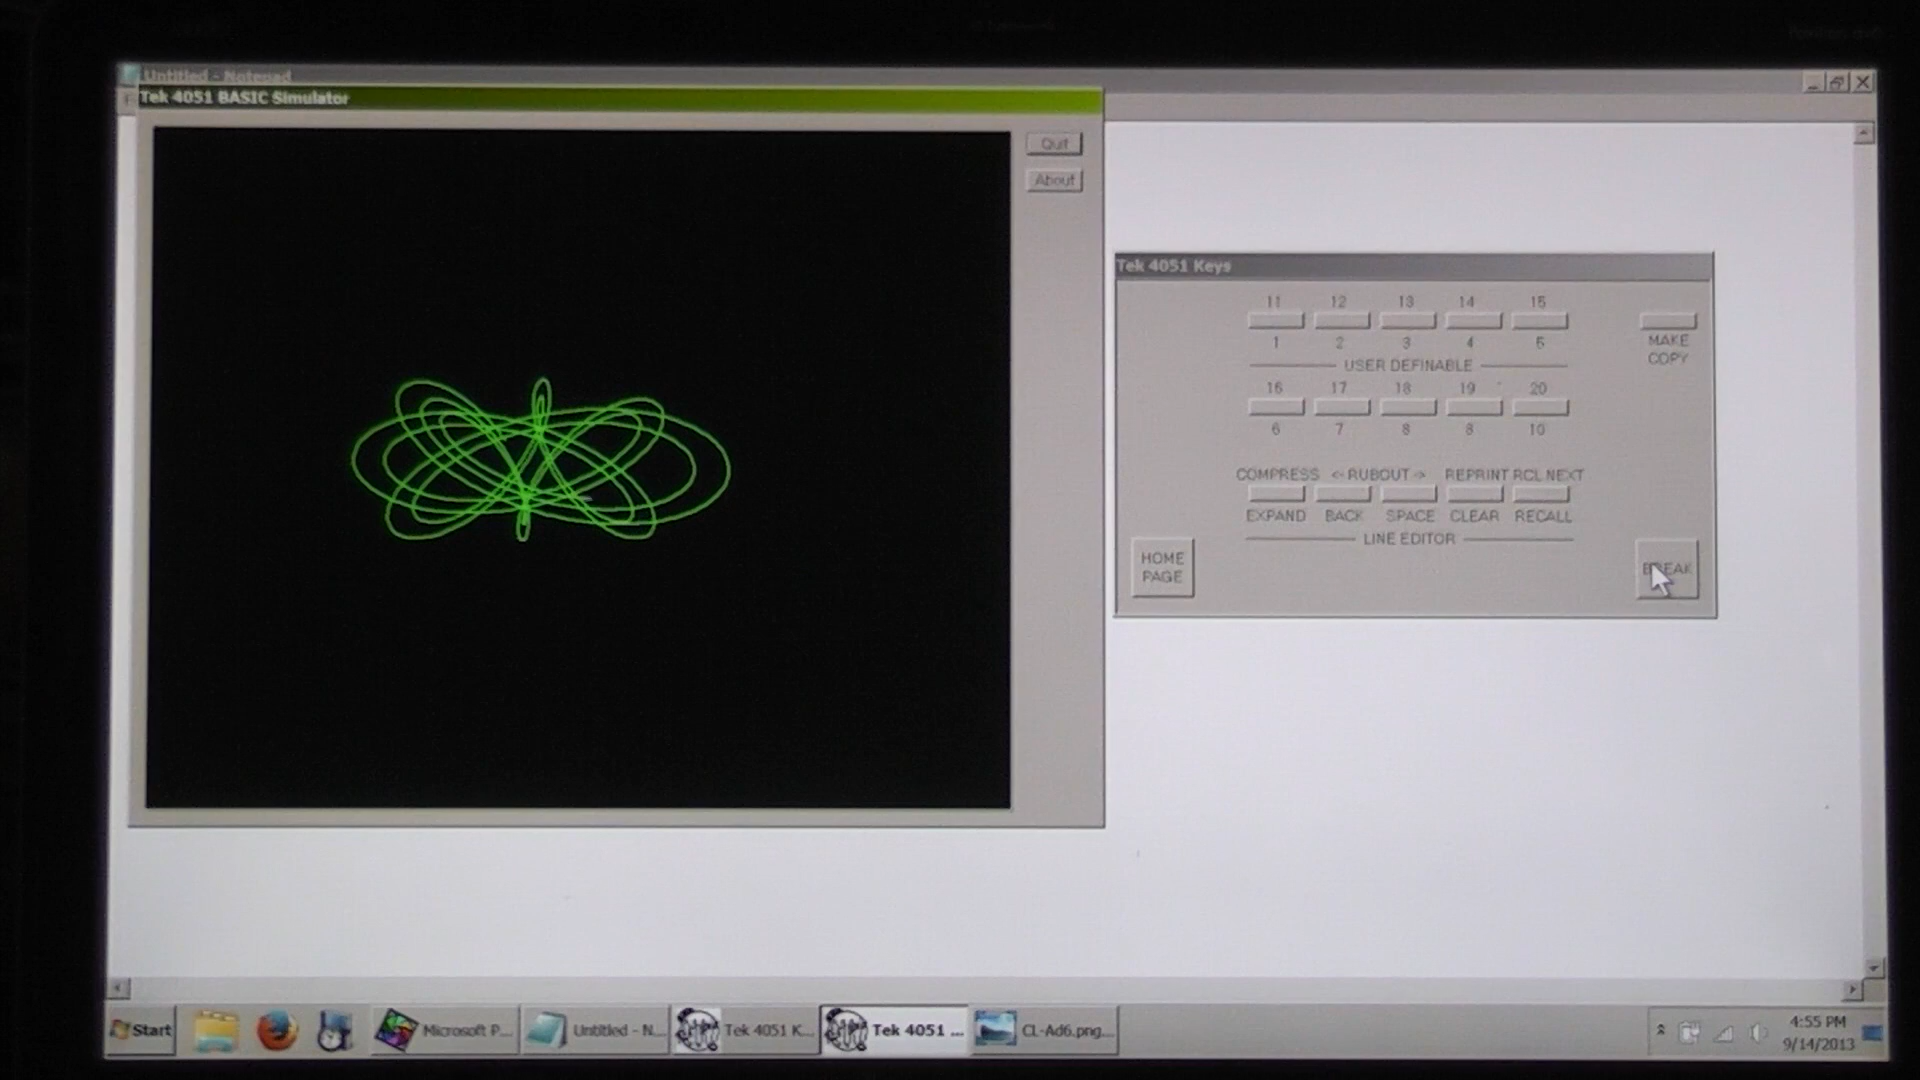 Untitled - Notepad
Tek 4051 BASIC Simulator
Quit
About
Tek 4051 Keys
11 12 13 14 15
1 2 3 4 5
MAKE
COPY
USER DEFINABLE
16 17 18 19 20
6 7 8 8 10
COMPRESS <- RUBOUT -> REPRINT RCL NEXT
EXPAND BACK SPACE CLEAR RECALL
LINE EDITOR
HOME
PAGE
BREAK
Start
Microsoft P...
Untitled - N...
Tek 4051 K...
Tek 4051 ...
CL-Ad6.png...
4:55 PM
9/14/2013